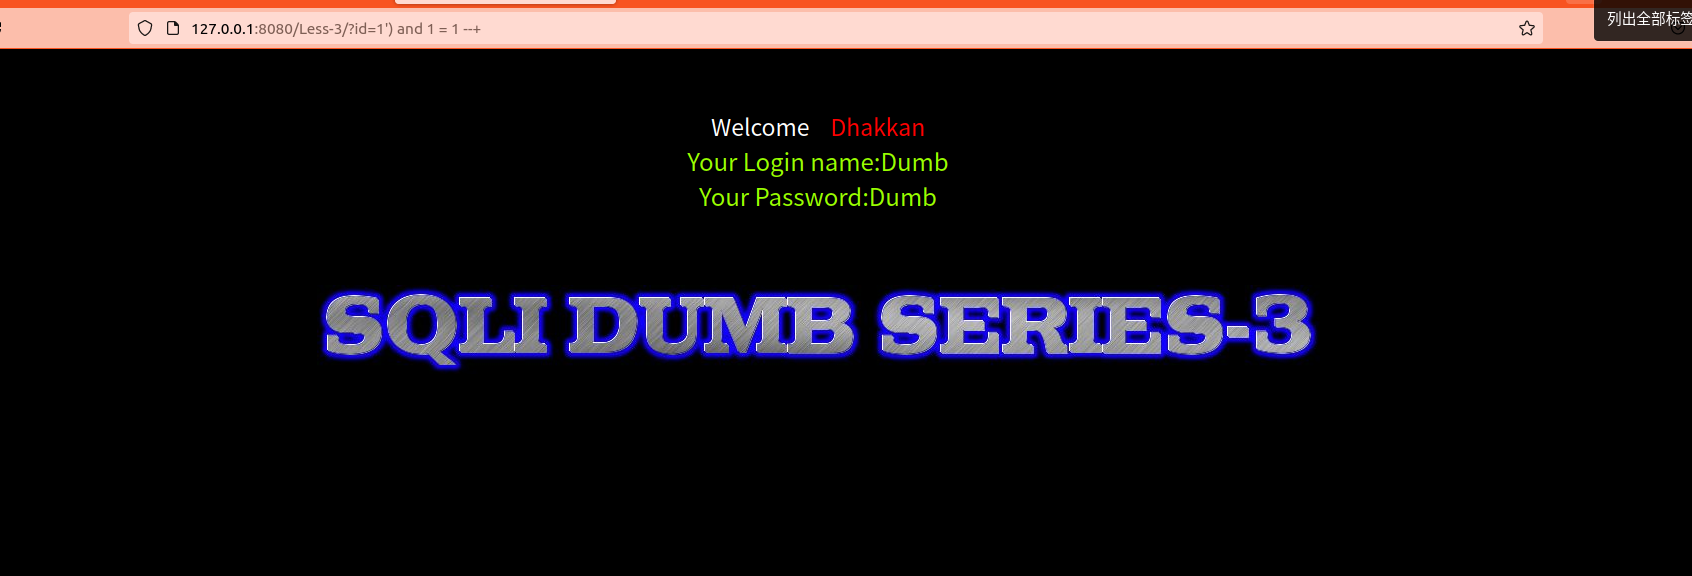 列出全部标签
127.0.0.1:8080/Less-3/?id=1') and 1 = 1 --+
Welcome Dhakkan
Your Login name:Dumb
Your Password:Dumb
SQLI DUMB SERIES-3